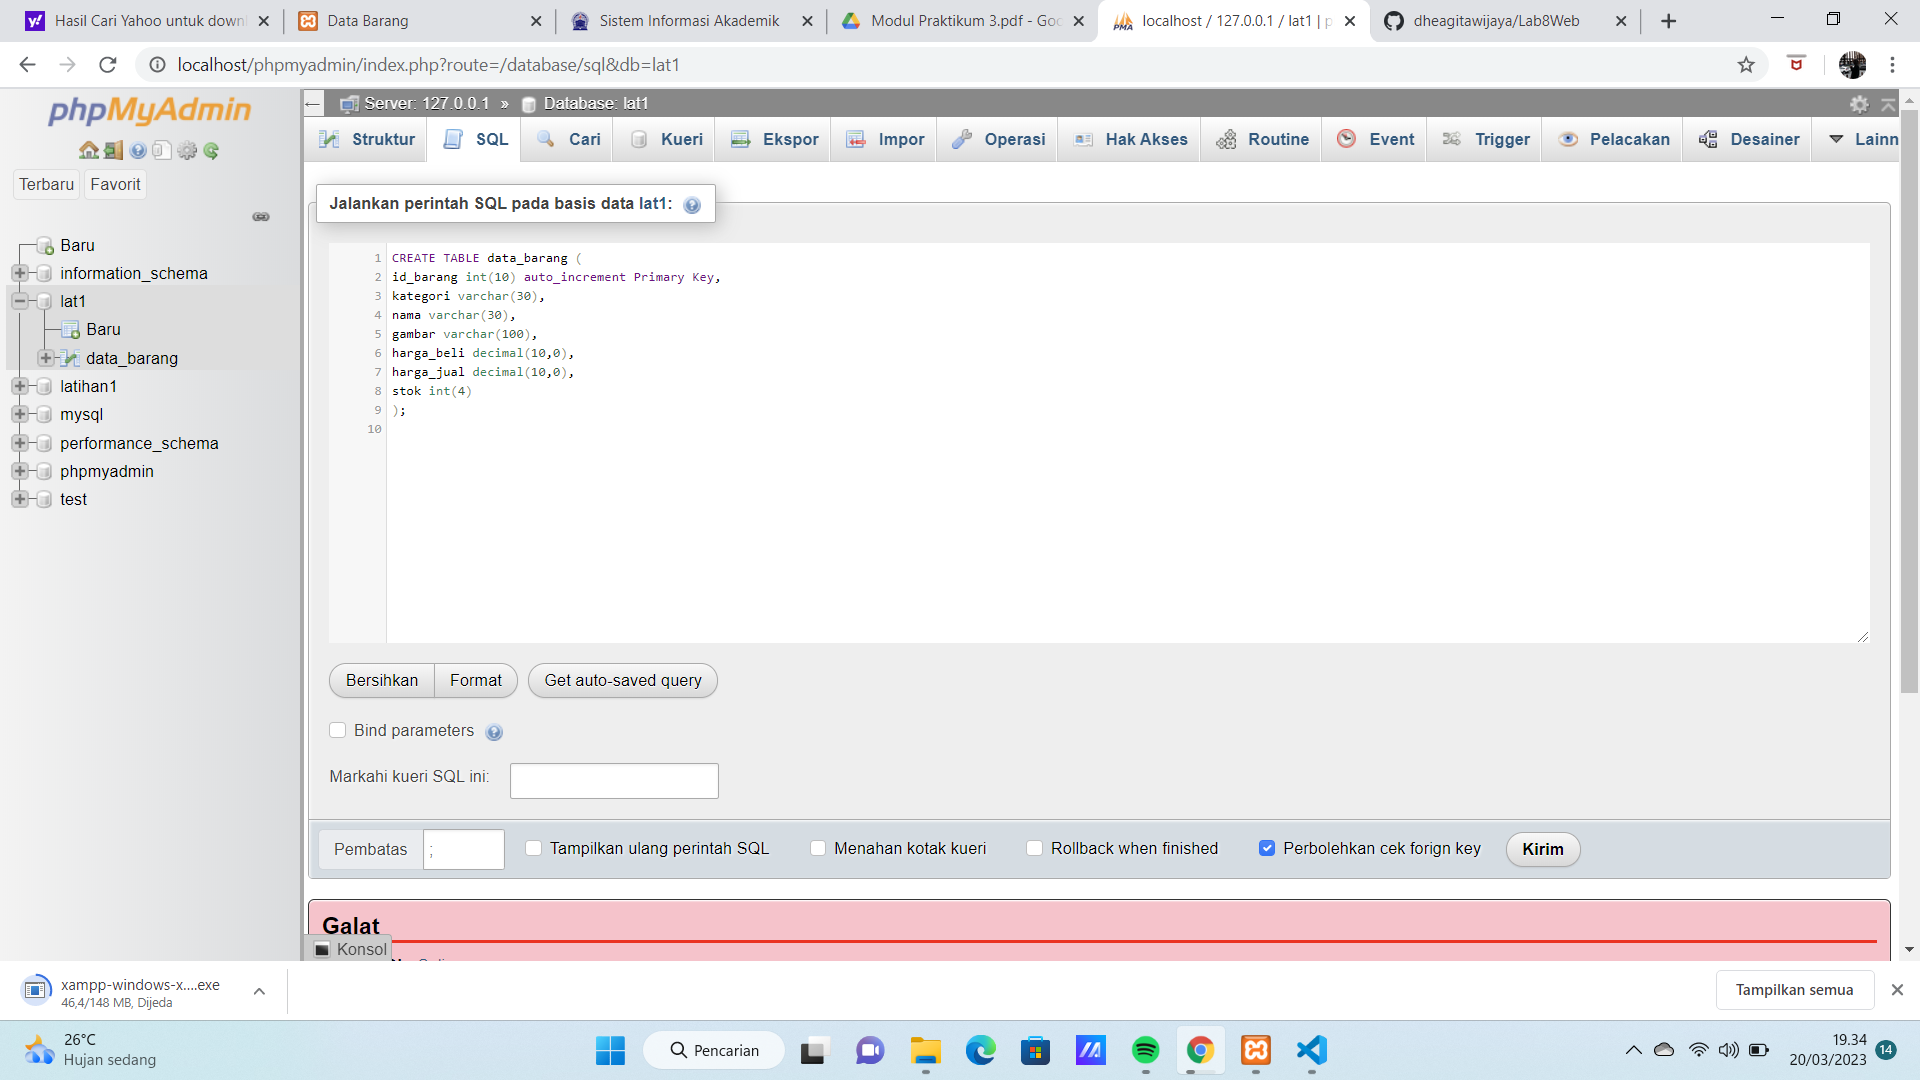 Hasil Cari Yahoo untuk down
Data Barang
Sistem Informasi Akademik
Modul Praktikum 3.pdf - Goo
localhost / 127.0.0.1 / lat1 | p
dheagitawijaya/Lab8Web
localhost/phpmyadmin/index.php?route=/database/sql&db=lat1
phpMyAdmin
Terbaru
Favorit
Baru
information_schema
lat1
Baru
data_barang
latihan1
mysql
performance_schema
phpmyadmin
test
Server: 127.0.0.1 » Database: lat1
Struktur
SQL
Cari
Kueri
Ekspor
Impor
Operasi
Hak Akses
Routine
Event
Trigger
Pelacakan
Desainer
Lainn
Jalankan perintah SQL pada basis data lat1:
1 CREATE TABLE data_barang (
2 id_barang int(10) auto_increment Primary Key,
3 kategori varchar(30),
4 nama varchar(30),
5 gambar varchar(100),
6 harga_beli decimal(10,0),
7 harga_jual decimal(10,0),
8 stok int(4)
9 );
10
Bersihkan
Format
Get auto-saved query
Bind parameters
Markahi kueri SQL ini:
Pembatas ;
Tampilkan ulang perintah SQL
Menahan kotak kueri
Rollback when finished
Perbolehkan cek forign key
Kirim
Galat
Konsol
xampp-windows-x....exe
46,4/148 MB, Dijeda
Tampilkan semua
26°C
Hujan sedang
Pencarian
19.34
20/03/2023
14